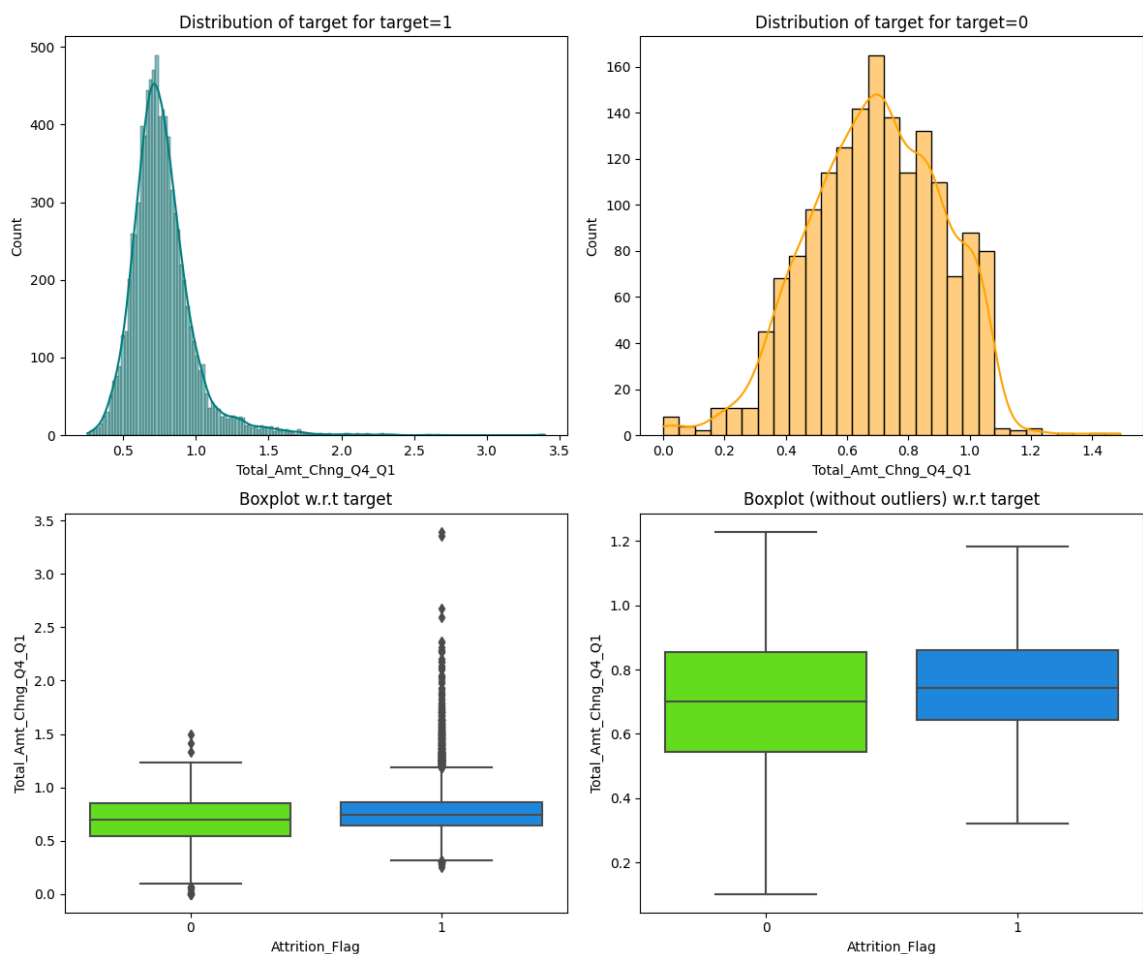 Distribution of target for target=1
500
400
300
200
100
0
Count
0.5 1.0 1.5 2.0 2.5 3.0 3.5
Total_Amt_Chng_Q4_Q1
Distribution of target for target=0
160
140
120
100
80
60
40
20
0
Count
0.0 0.2 0.4 0.6 0.8 1.0 1.2 1.4
Total_Amt_Chng_Q4_Q1
Boxplot w.r.t target
3.5
3.0
2.5
2.0
1.5
1.0
0.5
0.0
Total_Amt_Chng_Q4_Q1
0 1
Attrition_Flag
Boxplot (without outliers) w.r.t target
1.2
1.0
0.8
0.6
0.4
0.2
Total_Amt_Chng_Q4_Q1
0 1
Attrition_Flag